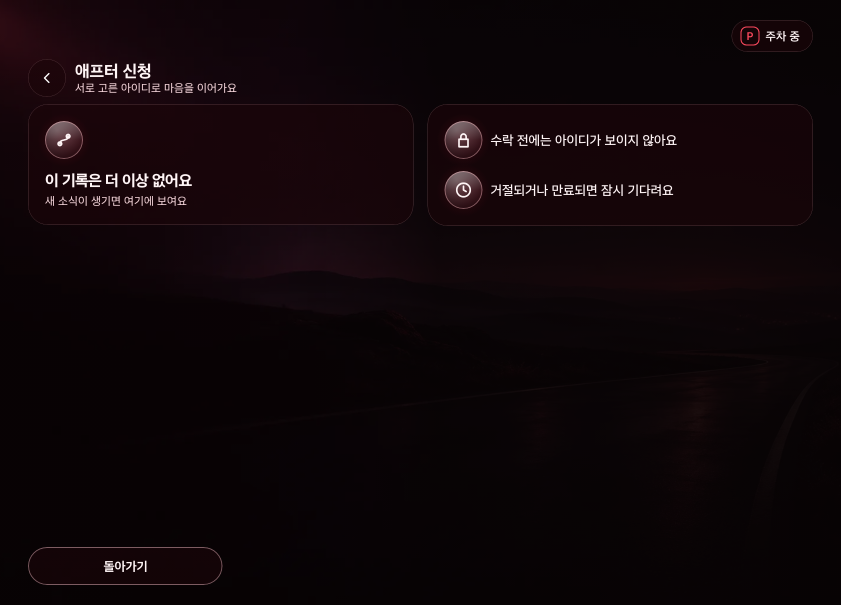 P 주차 중
애프터 신청
서로 고른 아이디로 마음을 이어가요
이 기록은 더 이상 없어요
새 소식이 생기면 여기에 보여요
수락 전에는 아이디가 보이지 않아요
거절되거나 만료되면 잠시 기다려요
돌아가기